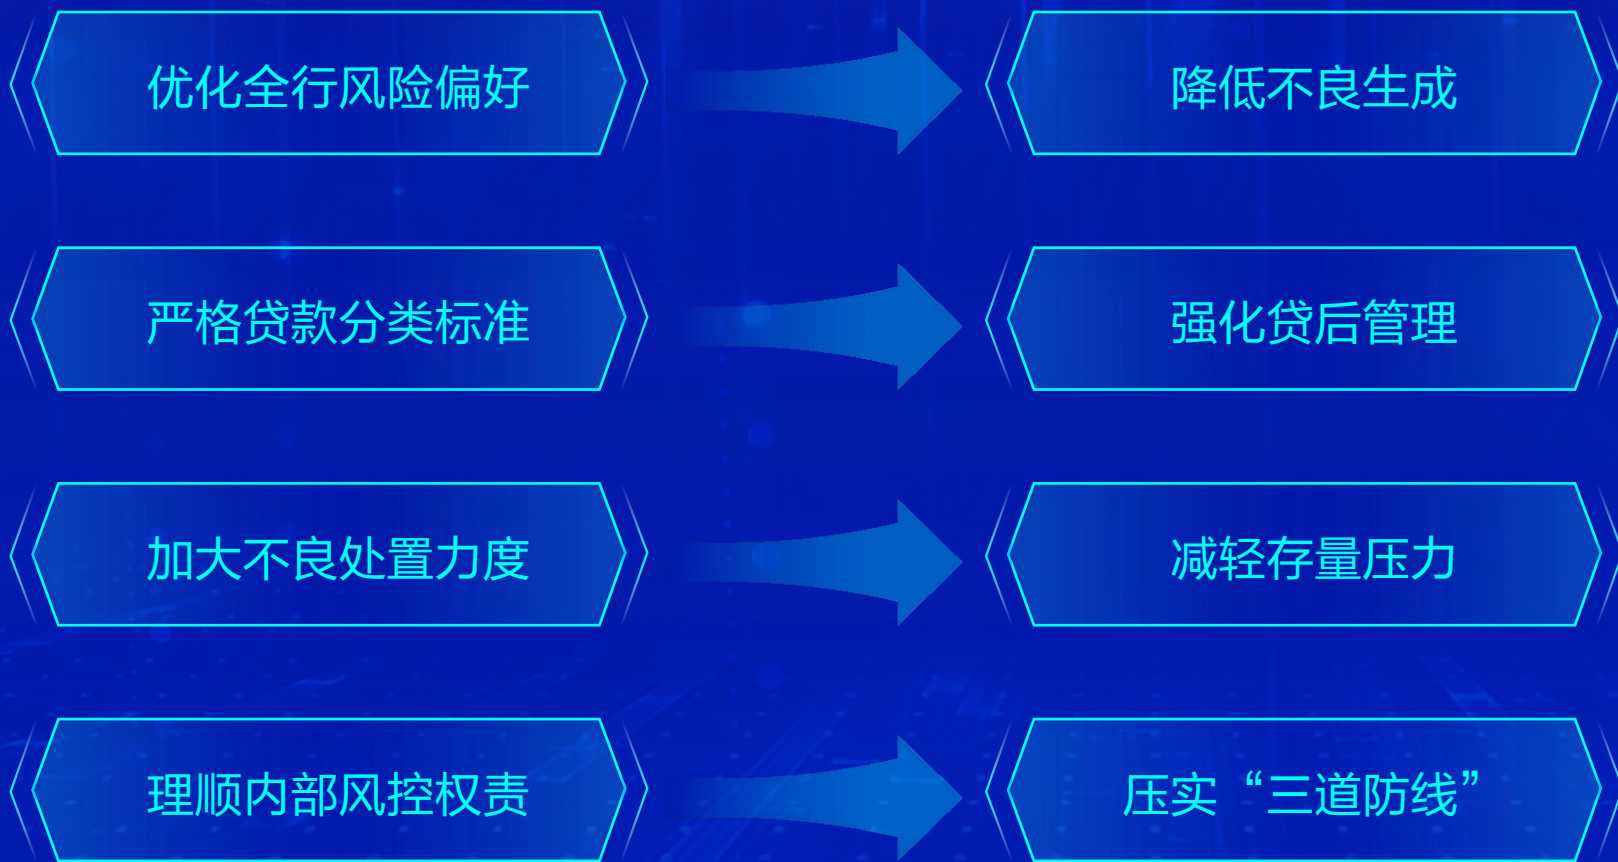 优化全行风险偏好
降低不良生成
严格贷款分类标准
强化贷后管理
加大不良处置力度
减轻存量压力
理顺内部风控权责
压实“三道防线”